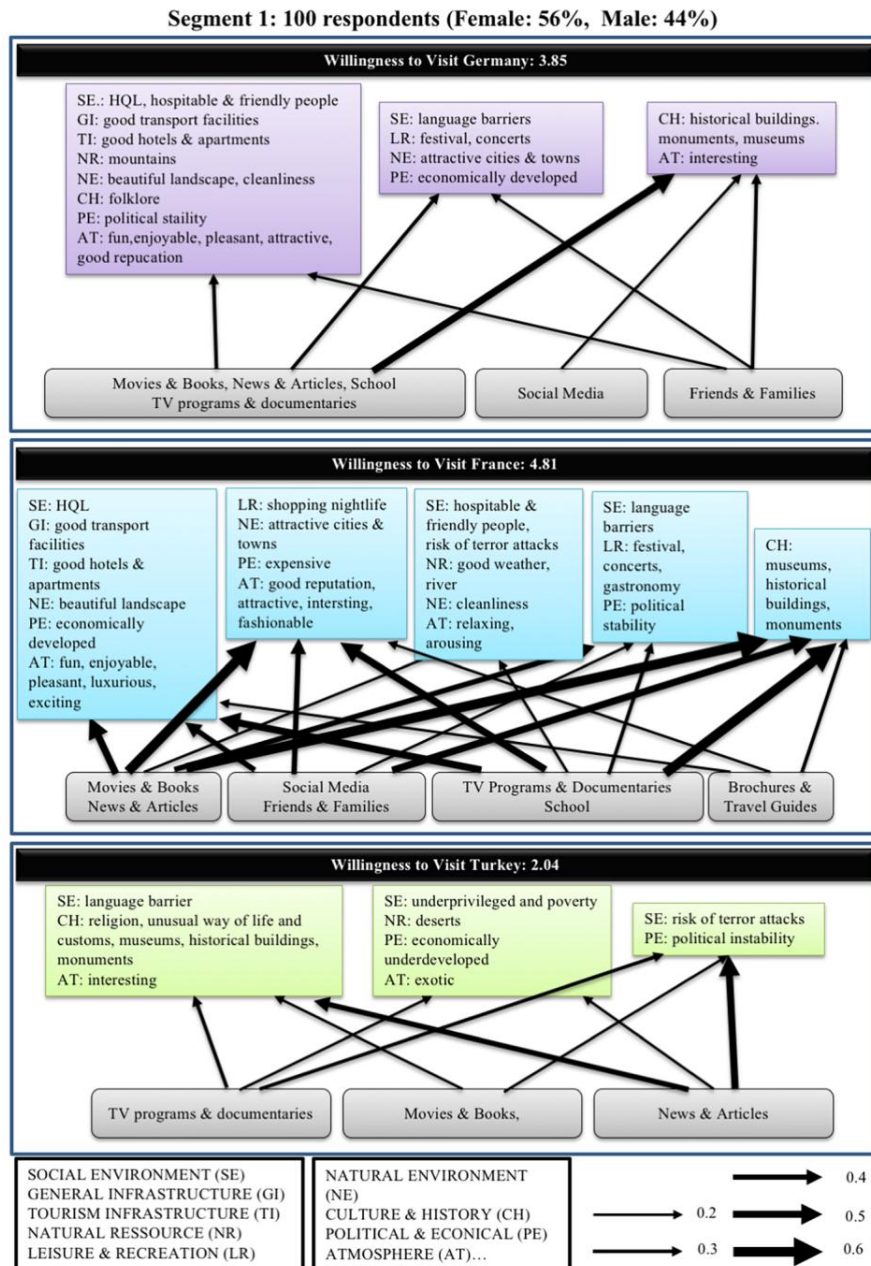 Segment 1: 100 respondents (Female: 56%, Male: 44%)
Willingness to Visit Germany: 3.85
SE.: HQL, hospitable & friendly people
GI: good transport facilities
TI: good hotels & apartments
NR: mountains
NE: beautiful landscape, cleanliness
CH: folklore
PE: political staility
AT: fun,enjoyable, pleasant, attractive,
good repucation
SE: language barriers
LR: festival, concerts
NE: attractive cities & towns
PE: economically developed
CH: historical buildings.
monuments, museums
AT: interesting
Movies & Books, News & Articles, School
TV programs & documentaries
Social Media
Friends & Families
Willingness to Visit France: 4.81
SE: HQL
GI: good transport
facilities
TI: good hotels &
apartments
NE: beautiful landscape
PE: economically
developed
AT: fun, enjoyable,
pleasant, luxurious,
exciting
LR: shopping nightlife
NE: attractive cities &
towns
PE: expensive
AT: good reputation,
attractive, intersting,
fashionable
SE: hospitable &
friendly people,
risk of terror attacks
NR: good weather,
river
NE: cleanliness
AT: relaxing,
arousing
SE: language
barriers
LR: festival,
concerts,
gastronomy
PE: political
stability
CH:
museums,
historical
buildings,
monuments
Movies & Books
News & Articles
Social Media
Friends & Families
TV Programs & Documentaries
School
Brochures &
Travel Guides
Willingness to Visit Turkey: 2.04
SE: language barrier
CH: religion, unusual way of life and
customs, museums, historical buildings,
monuments
AT: interesting
SE: underprivileged and poverty
NR: deserts
PE: economically
underdeveloped
AT: exotic
SE: risk of terror attacks
PE: political instability
TV programs & documentaries
Movies & Books,
News & Articles
SOCIAL ENVIRONMENT (SE)
GENERAL INFRASTRUCTURE (GI)
TOURISM INFRASTRUCTURE (TI)
NATURAL RESSOURCE (NR)
LEISURE & RECREATION (LR)
NATURAL ENVIRONMENT
(NE)
CULTURE & HISTORY (CH)
POLITICAL & ECONICAL (PE)
ATMOSPHERE (AT)…
0.4
0.2
0.5
0.3
0.6